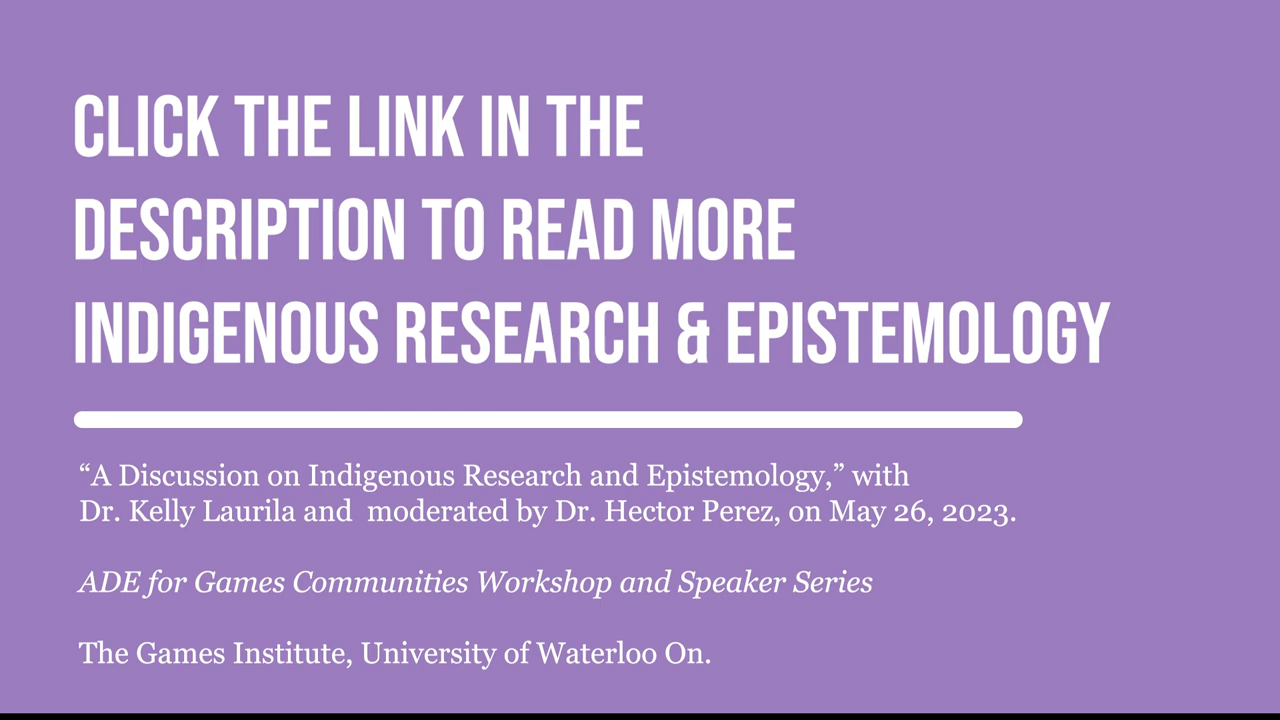 CLICK THE LINK IN THE
DESCRIPTION TO READ MORE
INDIGENOUS RESEARCH & EPISTEMOLOGY
“A Discussion on Indigenous Research and Epistemology,” with
Dr. Kelly Laurila and  moderated by Dr. Hector Perez, on May 26, 2023.
ADE for Games Communities Workshop and Speaker Series
The Games Institute, University of Waterloo On.